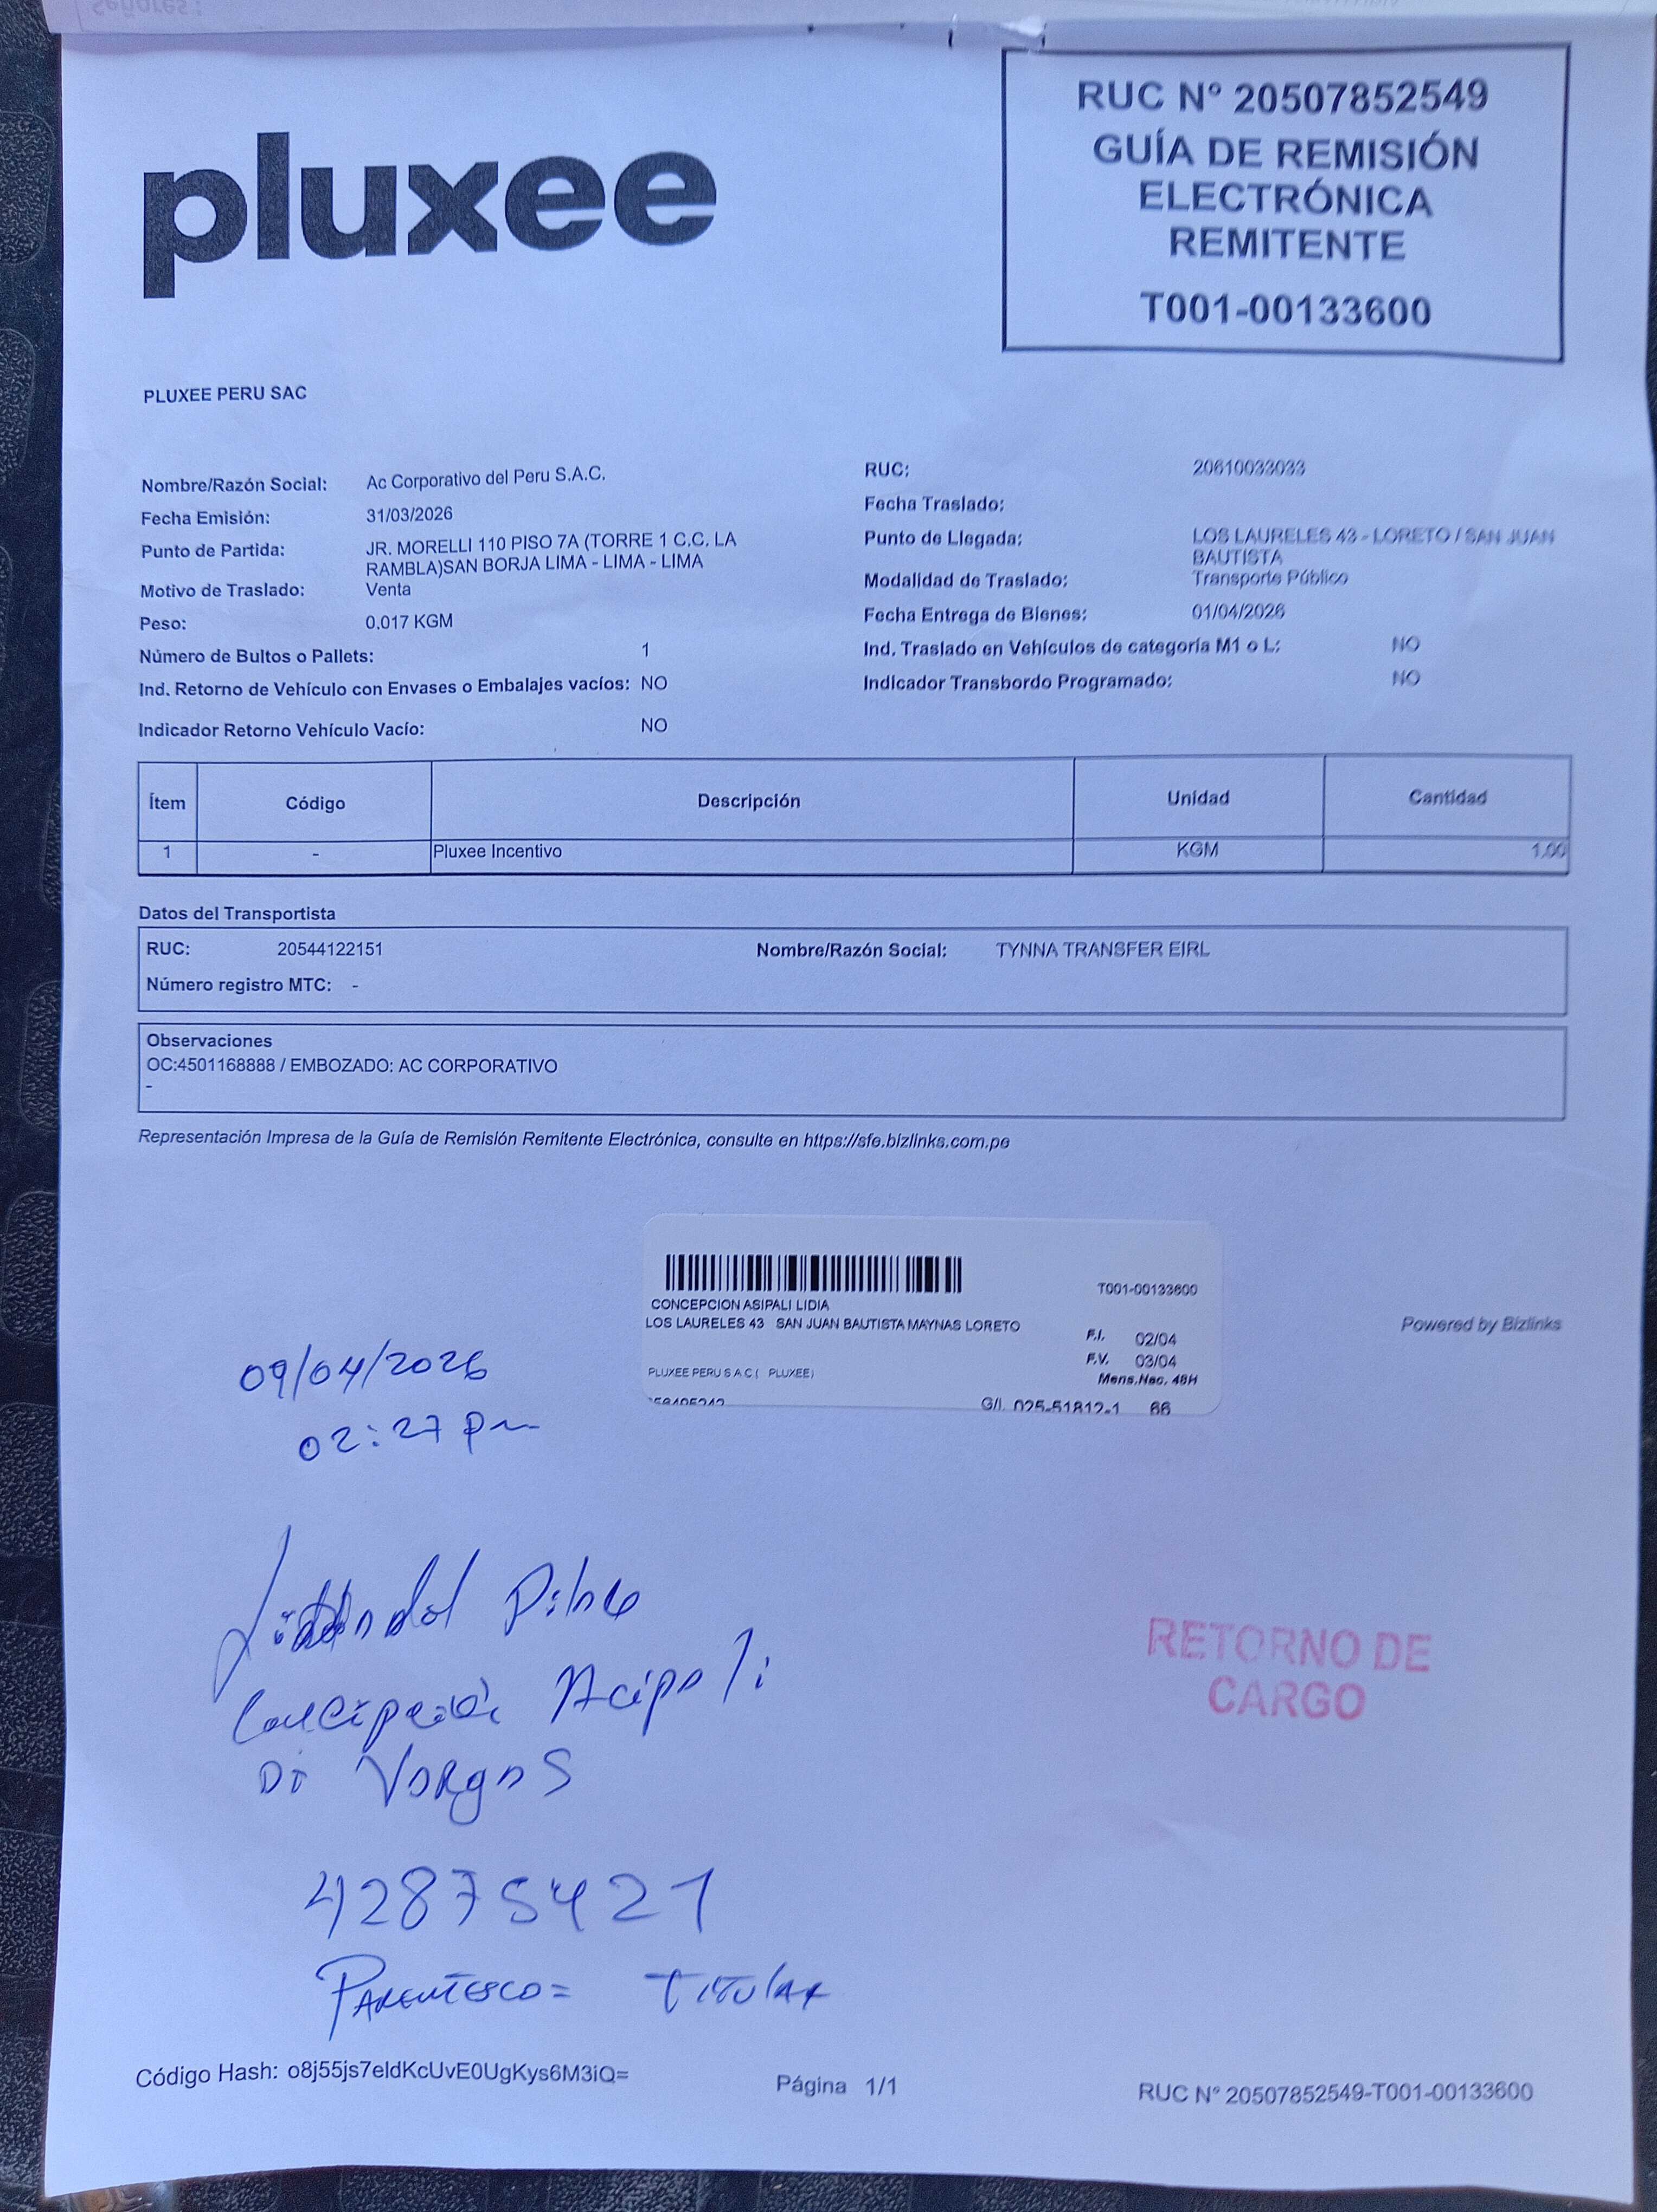 Señores:
pluxee
RUC N° 20507852549
GUÍA DE REMISIÓN
ELECTRÓNICA
REMITENTE
T001-00133600
PLUXEE PERU SAC
Nombre/Razón Social: Ac Corporativo del Peru S.A.C.
Fecha Emisión: 31/03/2026
Punto de Partida: JR. MORELLI 110 PISO 7A (TORRE 1 C.C. LA
RAMBLA)SAN BORJA LIMA - LIMA - LIMA
Motivo de Traslado: Venta
Peso: 0.017 KGM
Número de Bultos o Pallets: 1
Ind. Retorno de Vehículo con Envases o Embalajes vacíos: NO
Indicador Retorno Vehículo Vacío: NO
RUC: 20610033033
Fecha Traslado:
Punto de Llegada: LOS LAURELES 43 - LORETO / SAN JUAN
BAUTISTA
Modalidad de Traslado: Transporte Público
Fecha Entrega de Bienes: 01/04/2026
Ind. Traslado en Vehículos de categoría M1 o L: NO
Indicador Transbordo Programado: NO
Ítem Código Descripción Unidad Cantidad
1 - Pluxee Incentivo KGM 1.00
Datos del Transportista
RUC: 20544122151 Nombre/Razón Social: TYNNA TRANSFER EIRL
Número registro MTC: -
Observaciones
OC:4501168888 / EMBOZADO: AC CORPORATIVO
-
Representación Impresa de la Guía de Remisión Remitente Electrónica, consulte en https://sfe.bizlinks.com.pe
T001-00133600
CONCEPCION ASIPALI LIDIA
LOS LAURELES 43 SAN JUAN BAUTISTA MAYNAS LORETO
F.I. 02/04
F.V. 03/04
PLUXEE PERU S A C ( PLUXEE)
Mens.Nac. 48H
G/I. 025-51812-1 66
Powered by Bizlinks
09/04/2026
02:27 pm
Acipali
De Vargas
42875421
PARENTESCO = Titular
RETORNO DE
CARGO
Código Hash: o8j55js7eldKcUvE0UgKys6M3iQ=
Página 1/1
RUC N° 20507852549-T001-00133600